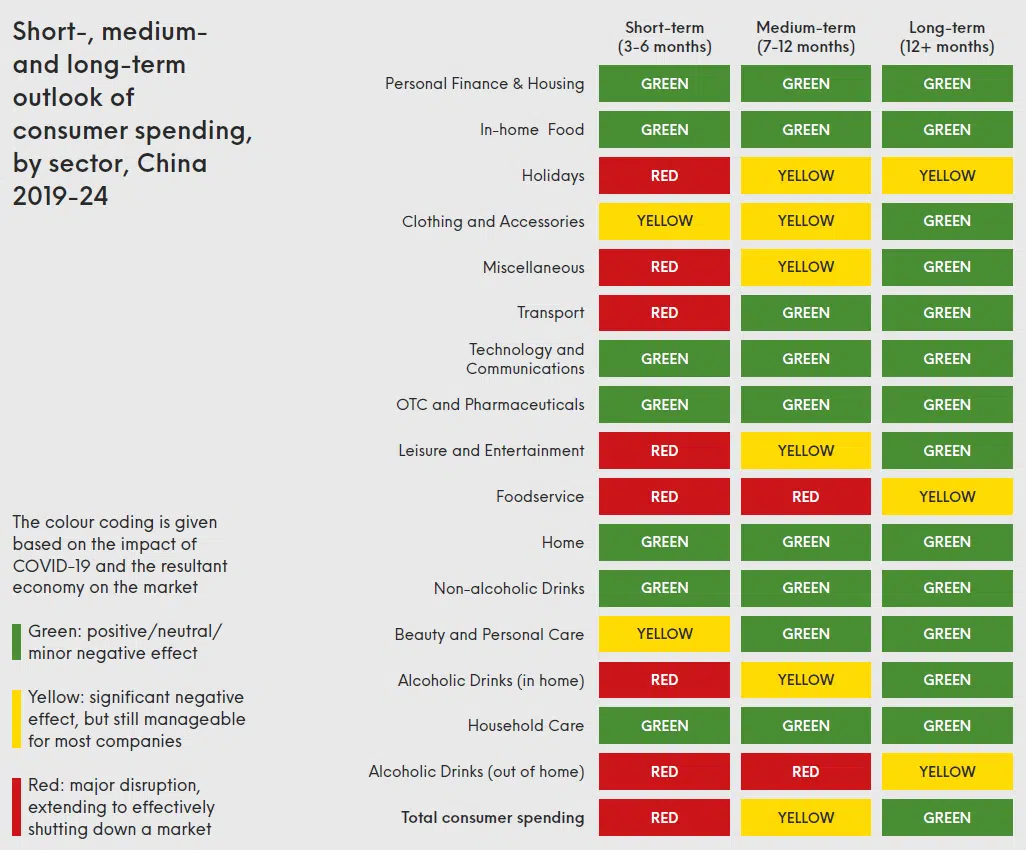 Short-, medium-
and long-term
outlook of
consumer spending,
by sector, China
2019-24
Short-term
(3-6 months)
Medium-term
(7-12 months)
Long-term
(12+ months)
Personal Finance & Housing GREEN GREEN GREEN
In-home Food GREEN GREEN GREEN
Holidays RED YELLOW YELLOW
Clothing and Accessories YELLOW YELLOW GREEN
Miscellaneous RED YELLOW GREEN
Transport RED GREEN GREEN
Technology and
Communications GREEN GREEN GREEN
OTC and Pharmaceuticals GREEN GREEN GREEN
Leisure and Entertainment RED YELLOW GREEN
Foodservice RED RED YELLOW
Home GREEN GREEN GREEN
Non-alcoholic Drinks GREEN GREEN GREEN
Beauty and Personal Care YELLOW GREEN GREEN
Alcoholic Drinks (in home) RED YELLOW GREEN
Household Care GREEN GREEN GREEN
Alcoholic Drinks (out of home) RED RED YELLOW
Total consumer spending RED YELLOW GREEN
The colour coding is given
based on the impact of
COVID-19 and the resultant
economy on the market
Green: positive/neutral/
minor negative effect
Yellow: significant negative
effect, but still manageable
for most companies
Red: major disruption,
extending to effectively
shutting down a market